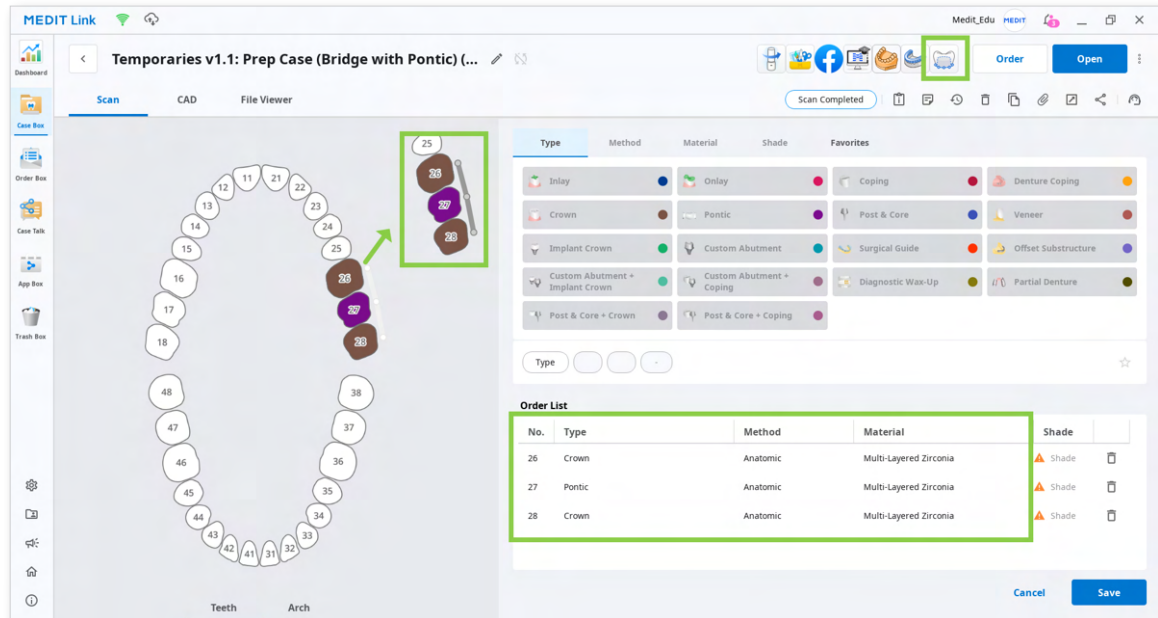 MEDIT Link
Medit_Edu MEDIT 3
Dashboard
Case Box
Order Box
Case Talk
App Box
Trash Box
Temporaries v1.1: Prep Case (Bridge with Pontic) (...
Order
Open
Scan CAD File Viewer
Scan Completed
25
26
27
28
11 21
12 22
13 23
14 24
15 25
16 26
17 27
18 28
48 38
47 37
46 36
45 35
44 34
43 33
42 41 31 32
Teeth Arch
Type Method Material Shade Favorites
Inlay Onlay Coping Denture Coping
Crown Pontic Post & Core Veneer
Implant Crown Custom Abutment Surgical Guide Offset Substructure
Custom Abutment + Implant Crown Custom Abutment + Coping Diagnostic Wax-Up Partial Denture
Post & Core + Crown Post & Core + Coping
Type -
Order List
No. Type Method Material Shade
26 Crown Anatomic Multi-Layered Zirconia Shade
27 Pontic Anatomic Multi-Layered Zirconia Shade
28 Crown Anatomic Multi-Layered Zirconia Shade
Cancel Save